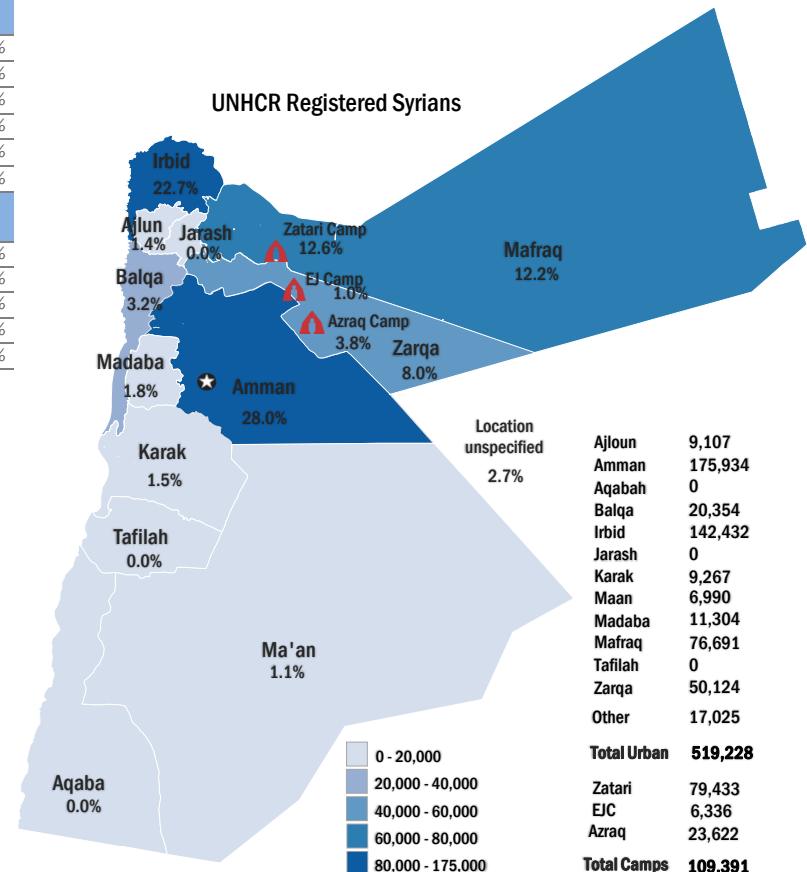 %
%
%
%
%
%
%
%
%
%
%
UNHCR Registered Syrians
Irbid
22.7%
Ajlun
1.4%
Jarash
0.0%
Zatari Camp
12.6%
Mafraq
12.2%
Balqa
3.2%
EJ Camp
1.0%
Azraq Camp
3.8%
Zarqa
8.0%
Madaba
1.8%
Amman
28.0%
Karak
1.5%
Location
unspecified
2.7%
Tafilah
0.0%
Ma'an
1.1%
Aqaba
0.0%
0 - 20,000
20,000 - 40,000
40,000 - 60,000
60,000 - 80,000
80,000 - 175,000
Ajloun 9,107
Amman 175,934
Aqabah 0
Balqa 20,354
Irbid 142,432
Jarash 0
Karak 9,267
Maan 6,990
Madaba 11,304
Mafraq 76,691
Tafilah 0
Zarqa 50,124
Other 17,025
Total Urban 519,228
Zatari 79,433
EJC 6,336
Azraq 23,622
Total Camps 109,391